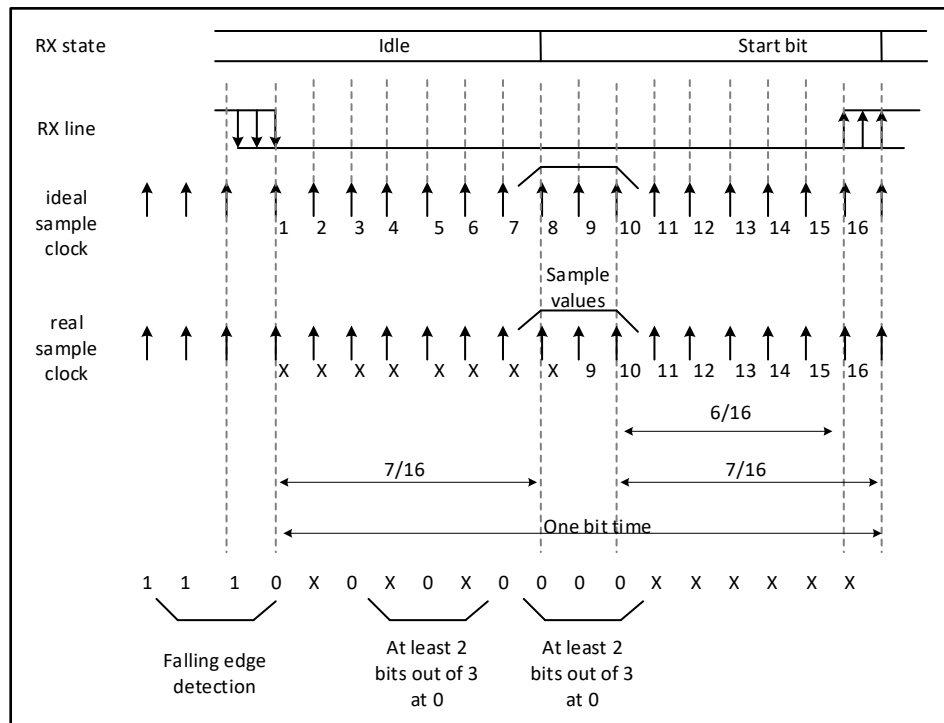 RX state
Idle
Start bit
RX line
ideal
sample
clock
1 2 3 4 5 6 7 8 9 10 11 12 13 14 15 16
Sample
values
real
sample
clock
X X X X X X X X 9 10 11 12 13 14 15 16
6/16
7/16
7/16
One bit time
1 1 1 0 X 0 X 0 X 0 0 0 0 X X X X X X
Falling edge
detection
At least 2
bits out of 3
at 0
At least 2
bits out of 3
at 0